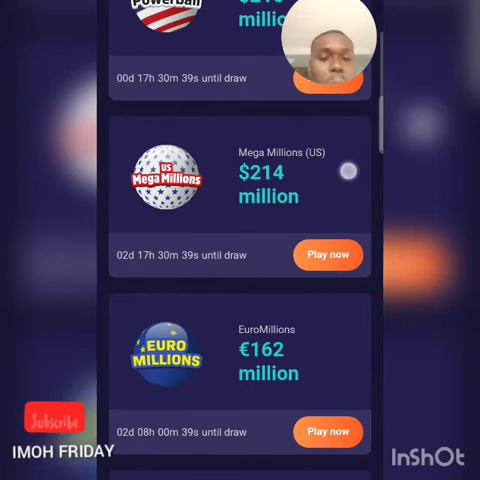 Powerball
million
00d 17h 30m 39s until draw
US
Mega Millions
Mega Millions (US)
$214
million
02d 17h 30m 39s until draw
Play now
EURO
MILLIONS
EuroMillions
€162
million
02d 08h 00m 39s until draw
Play now
Subscribe
IMOH FRIDAY
InShOt